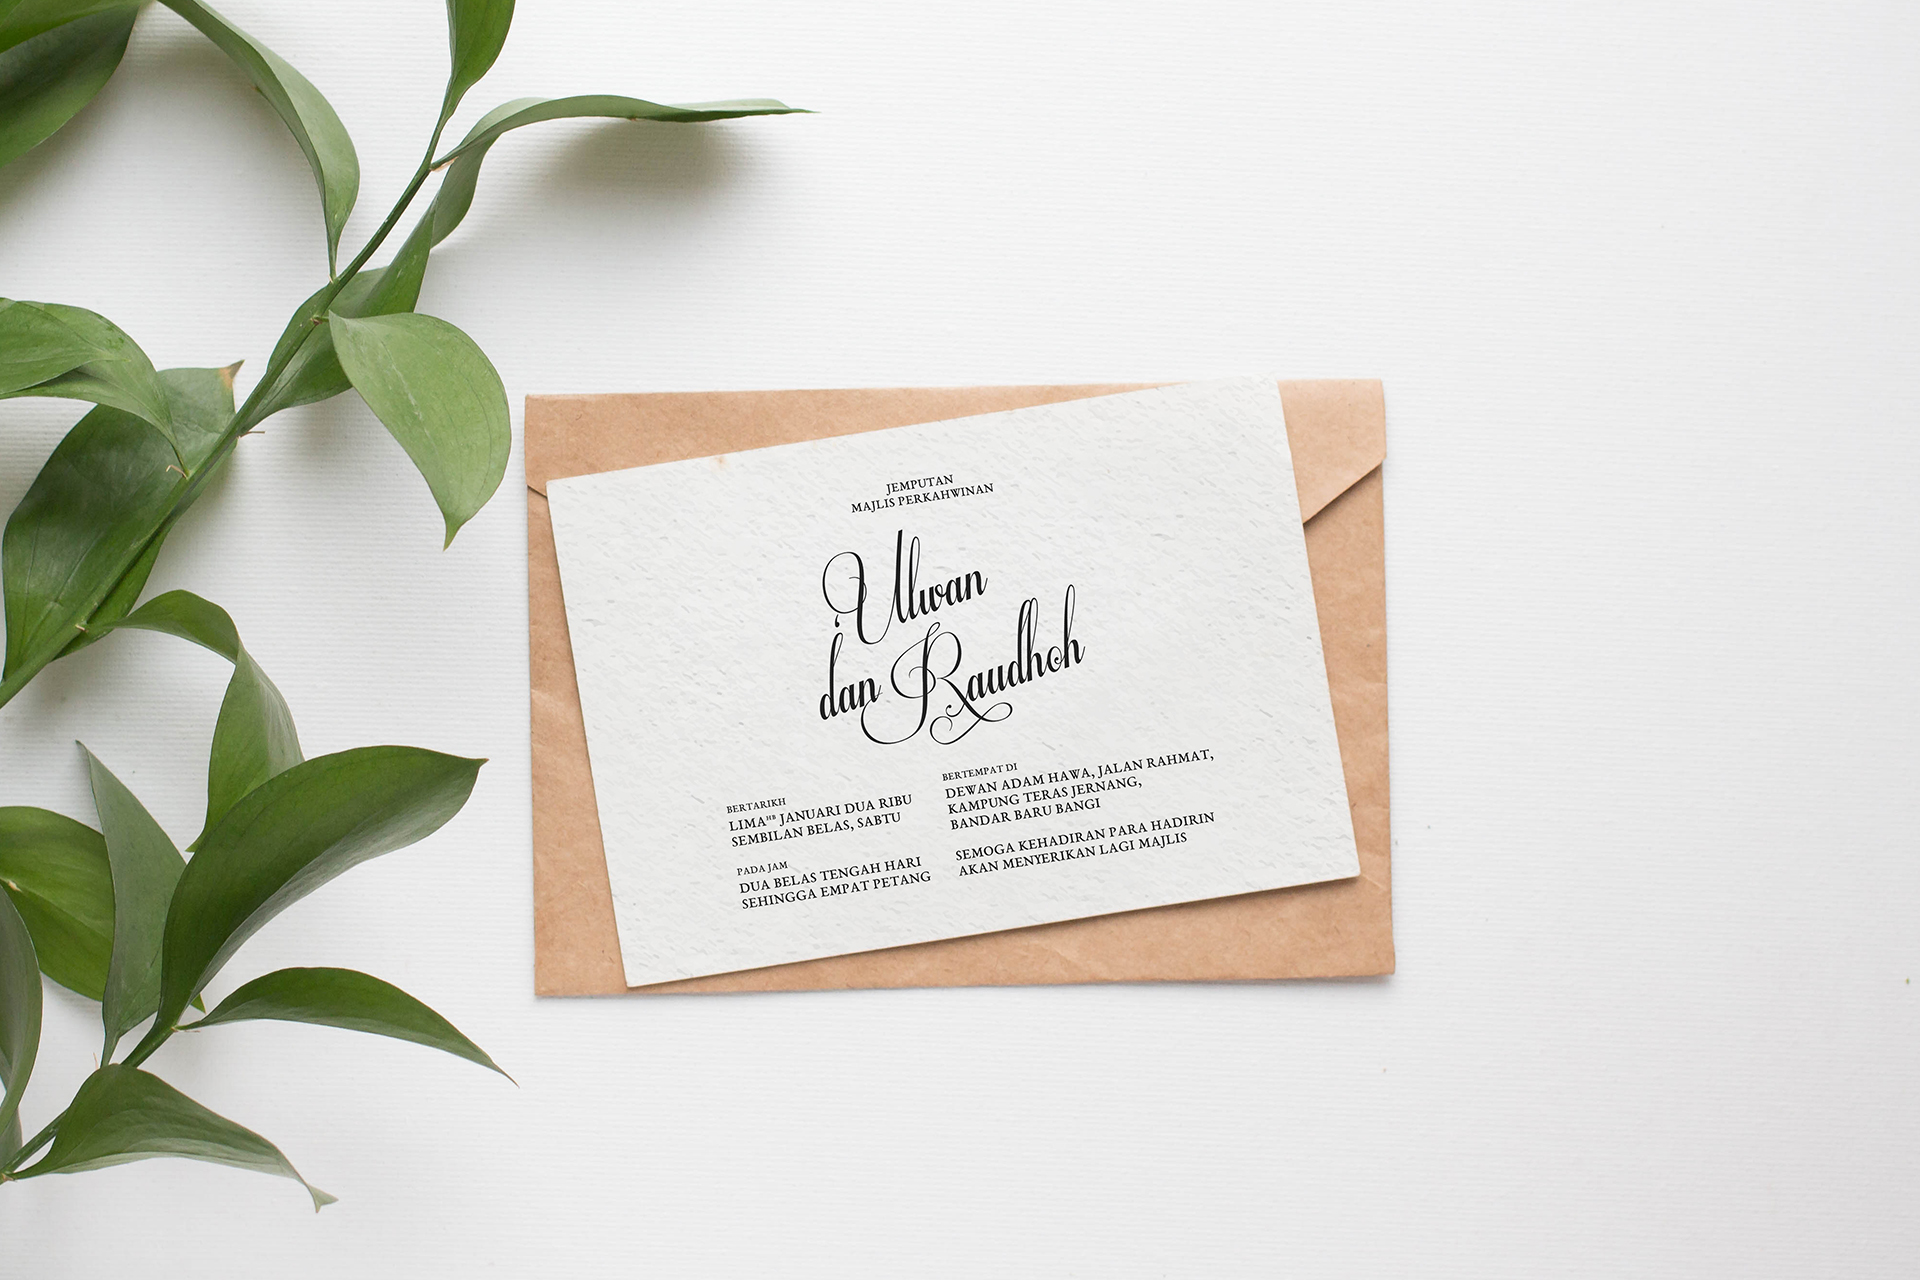 JEMPUTAN
MAJLIS PERKAHWINAN
Ulwan
dan Raudhoh
BERTARIKH
LIMAᴴᴮ JANUARI DUA RIBU
SEMBILAN BELAS, SABTU
PADA JAM
DUA BELAS TENGAH HARI
SEHINGGA EMPAT PETANG
BERTEMPAT DI
DEWAN ADAM HAWA, JALAN RAHMAT,
KAMPUNG TERAS JERNANG,
BANDAR BARU BANGI
SEMOGA KEHADIRAN PARA HADIRIN
AKAN MENYERIKAN LAGI MAJLIS